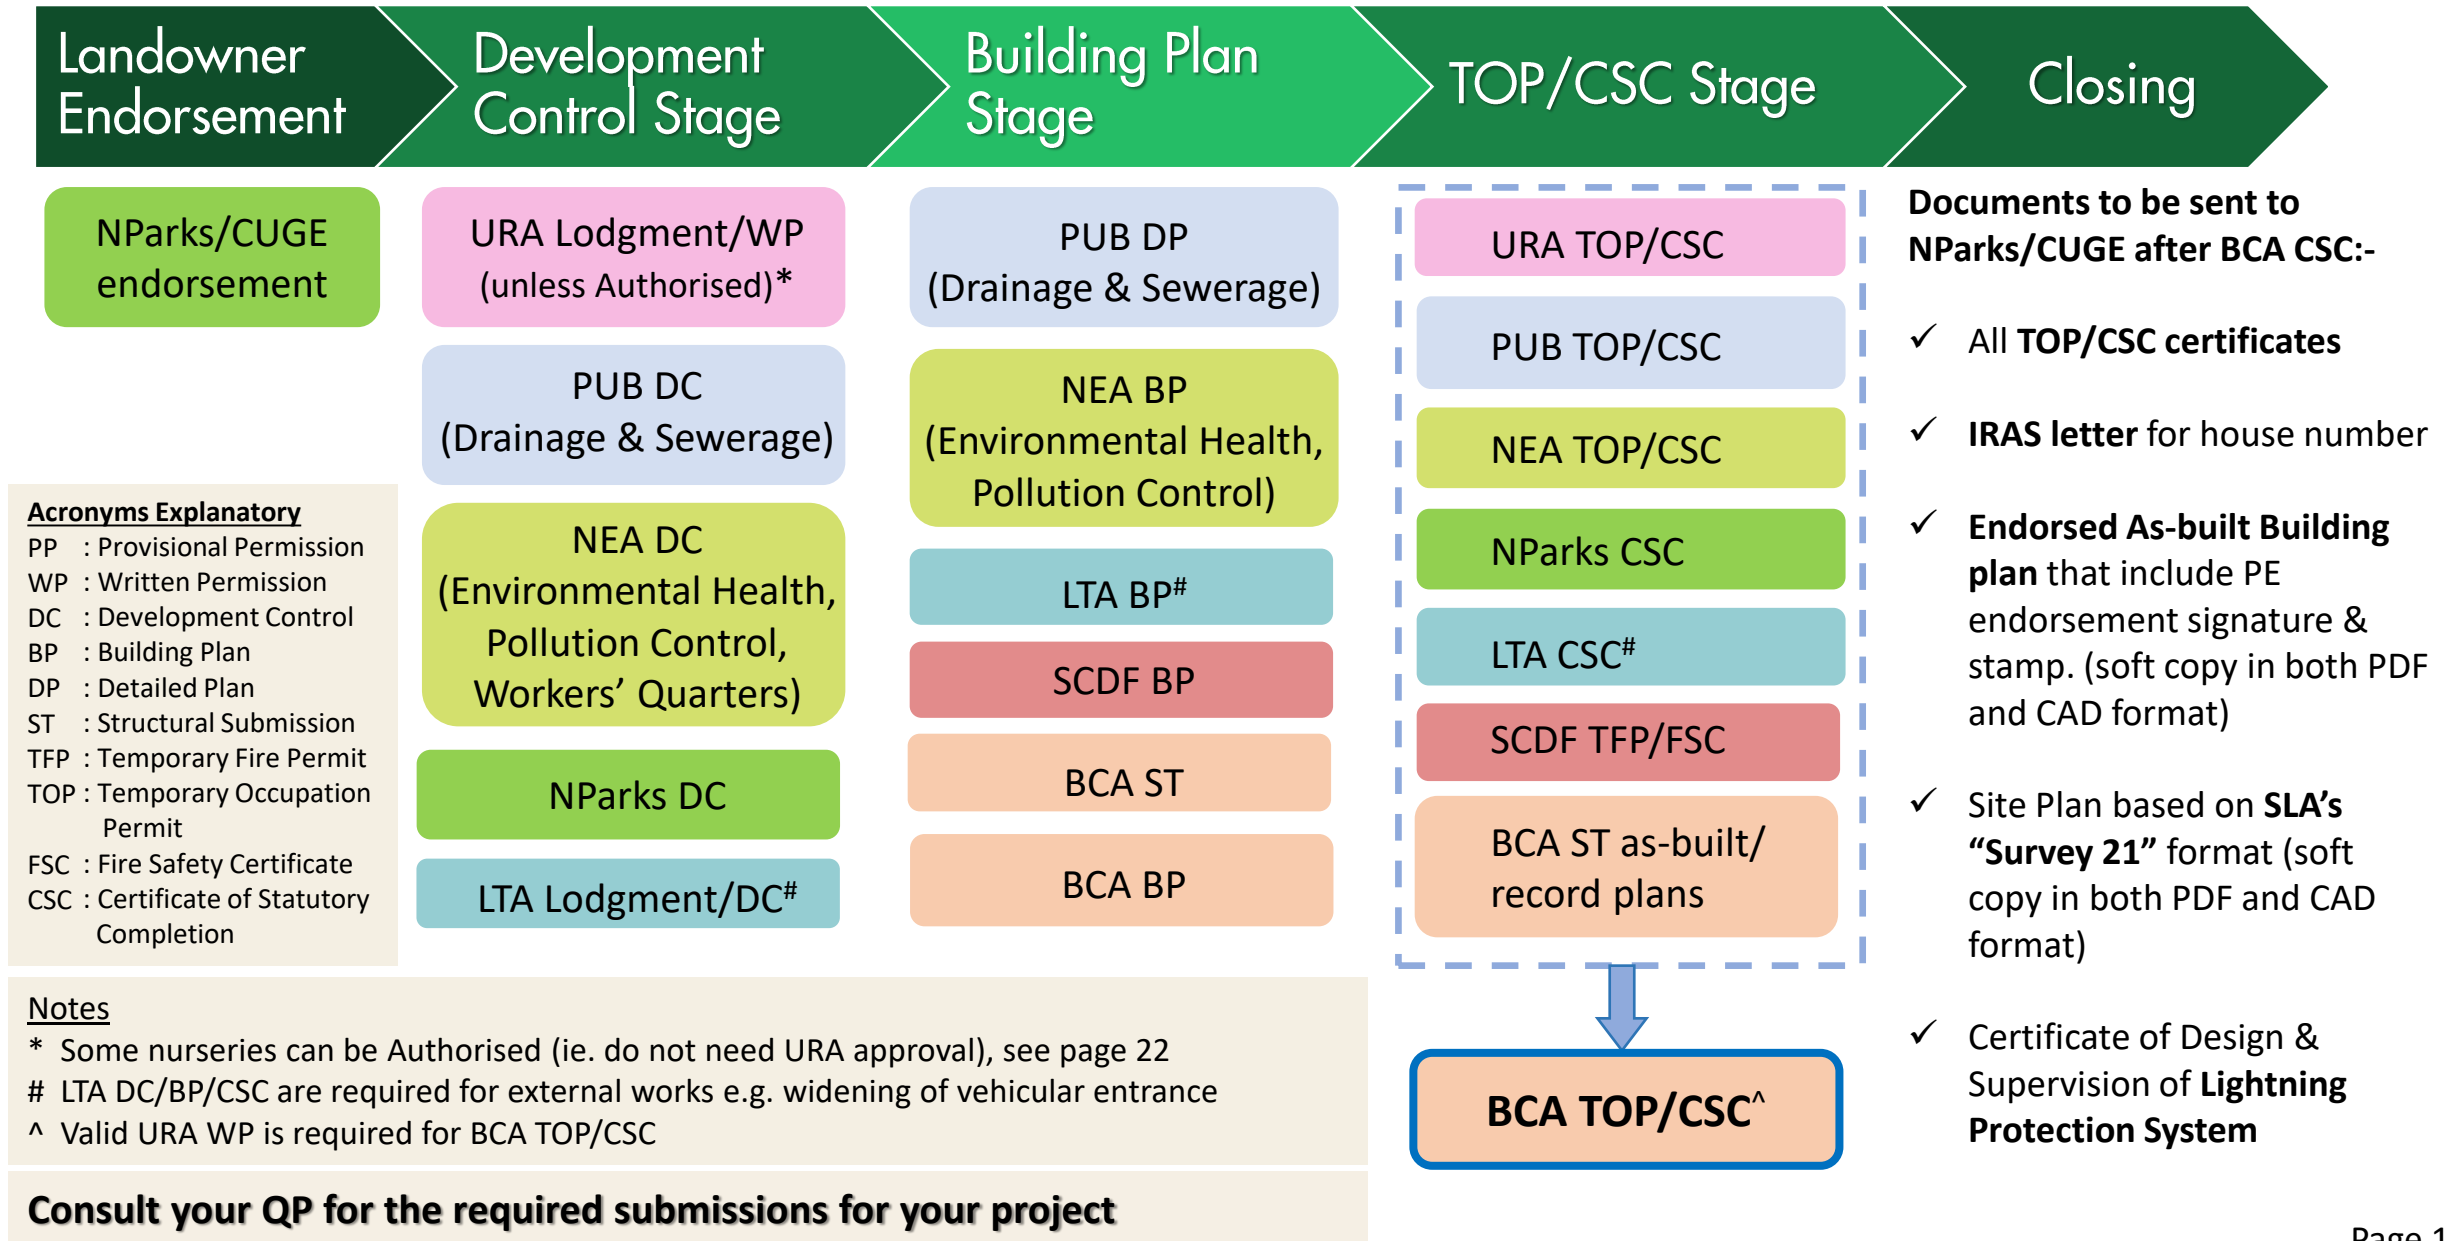 Landowner
Endorsement
Development
Control Stage
Building Plan
Stage
TOP/CSC Stage
Closing
NParks/CUGE
endorsement
URA Lodgment/WP
(unless Authorised)*
PUB DC
(Drainage & Sewerage)
NEA DC
(Environmental Health,
Pollution Control,
Workers’ Quarters)
NParks DC
LTA Lodgment/DC#
PUB DP
(Drainage & Sewerage)
NEA BP
(Environmental Health,
Pollution Control)
LTA BP#
SCDF BP
BCA ST
BCA BP
URA TOP/CSC
PUB TOP/CSC
NEA TOP/CSC
NParks CSC
LTA CSC#
SCDF TFP/FSC
BCA ST as-built/
record plans
BCA TOP/CSC^
Documents to be sent to
NParks/CUGE after BCA CSC:-
✓ All TOP/CSC certificates
✓ IRAS letter for house number
✓ Endorsed As-built Building
plan that include PE
endorsement signature &
stamp. (soft copy in both PDF
and CAD format)
✓ Site Plan based on SLA’s
“Survey 21” format (soft
copy in both PDF and CAD
format)
✓ Certificate of Design &
Supervision of Lightning
Protection System
Acronyms Explanatory
PP : Provisional Permission
WP : Written Permission
DC : Development Control
BP : Building Plan
DP : Detailed Plan
ST : Structural Submission
TFP : Temporary Fire Permit
TOP : Temporary Occupation
Permit
FSC : Fire Safety Certificate
CSC : Certificate of Statutory
Completion
Notes
* Some nurseries can be Authorised (ie. do not need URA approval), see page 22
# LTA DC/BP/CSC are required for external works e.g. widening of vehicular entrance
^ Valid URA WP is required for BCA TOP/CSC
Consult your QP for the required submissions for your project
Page 1